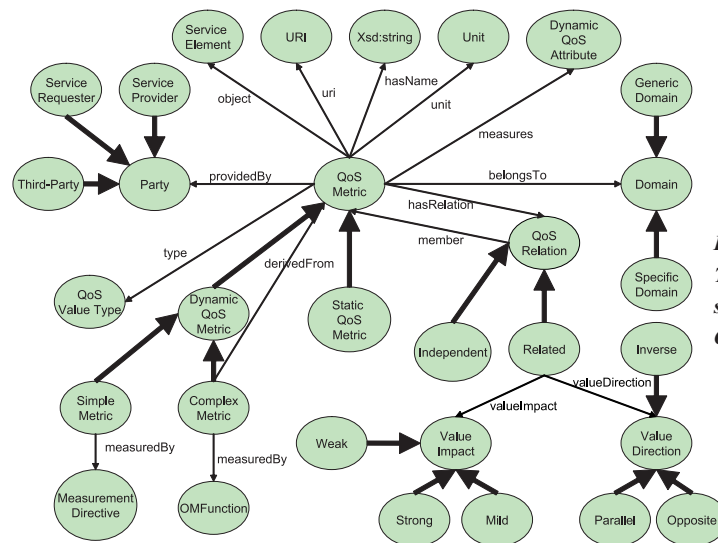 Service
Element
URI
Xsd:string
Unit
Dynamic
QoS
Attribute
Service
Requester
Service
Provider
Generic
Domain
object
uri
hasName
unit
measures
Third-Party
Party
providedBy
QoS
Metric
belongsTo
Domain
hasRelation
member
type
derivedFrom
QoS
Relation
QoS
Value Type
Dynamic
QoS
Metric
Static
QoS
Metric
Specific
Domain
Independent
Related
Inverse
Simple
Metric
Complex
Metric
valueImpact
valueDirection
measuredBy
measuredBy
Weak
Value
Impact
Value
Direction
Measurement
Directive
OMFunction
Strong
Mild
Parallel
Opposite